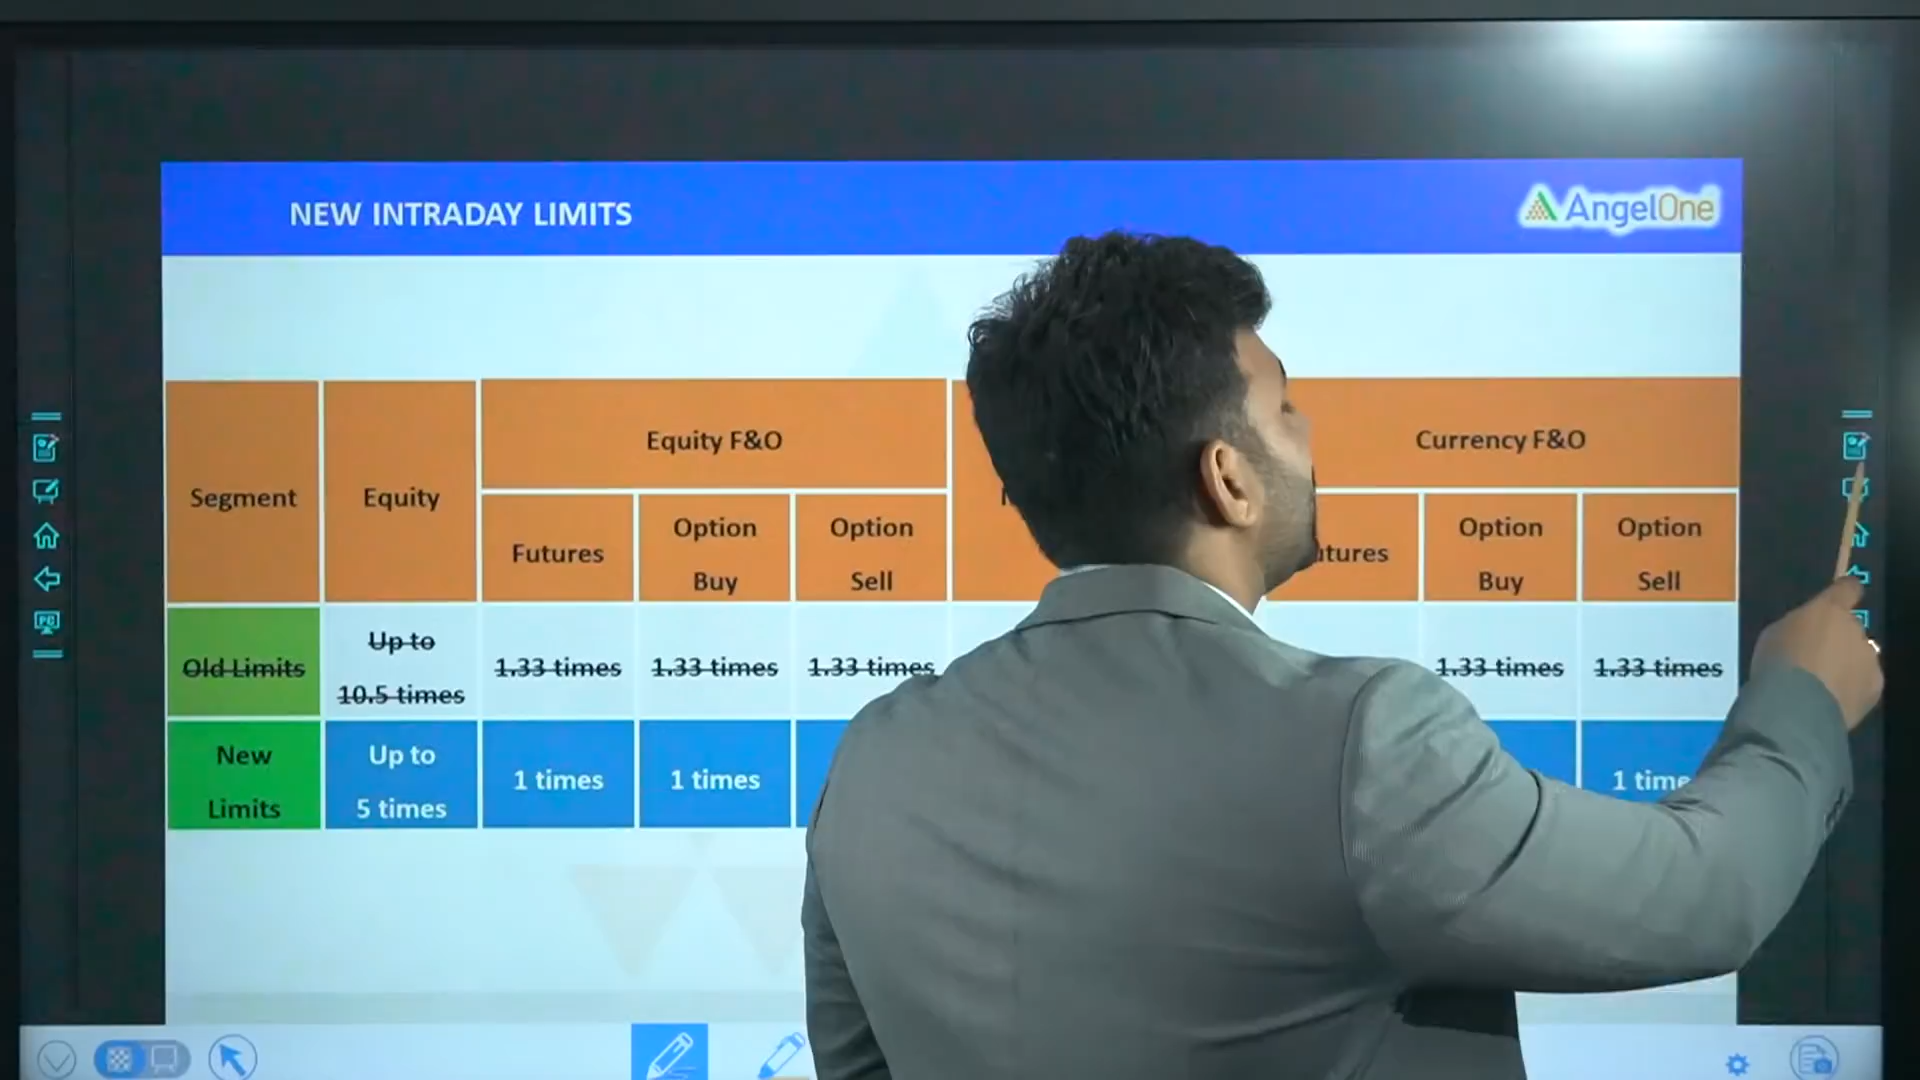 NEW INTRADAY LIMITS
AngelOne
Segment
Equity
Equity F&O
Currency F&O
Futures
Option
Buy
Option
Sell
Option
Buy
Option
Sell
Old Limits
Up to
10.5 times
1.33 times
1.33 times
1.33 times
1.33 times
1.33 times
New
Limits
Up to
5 times
1 times
1 times
PC